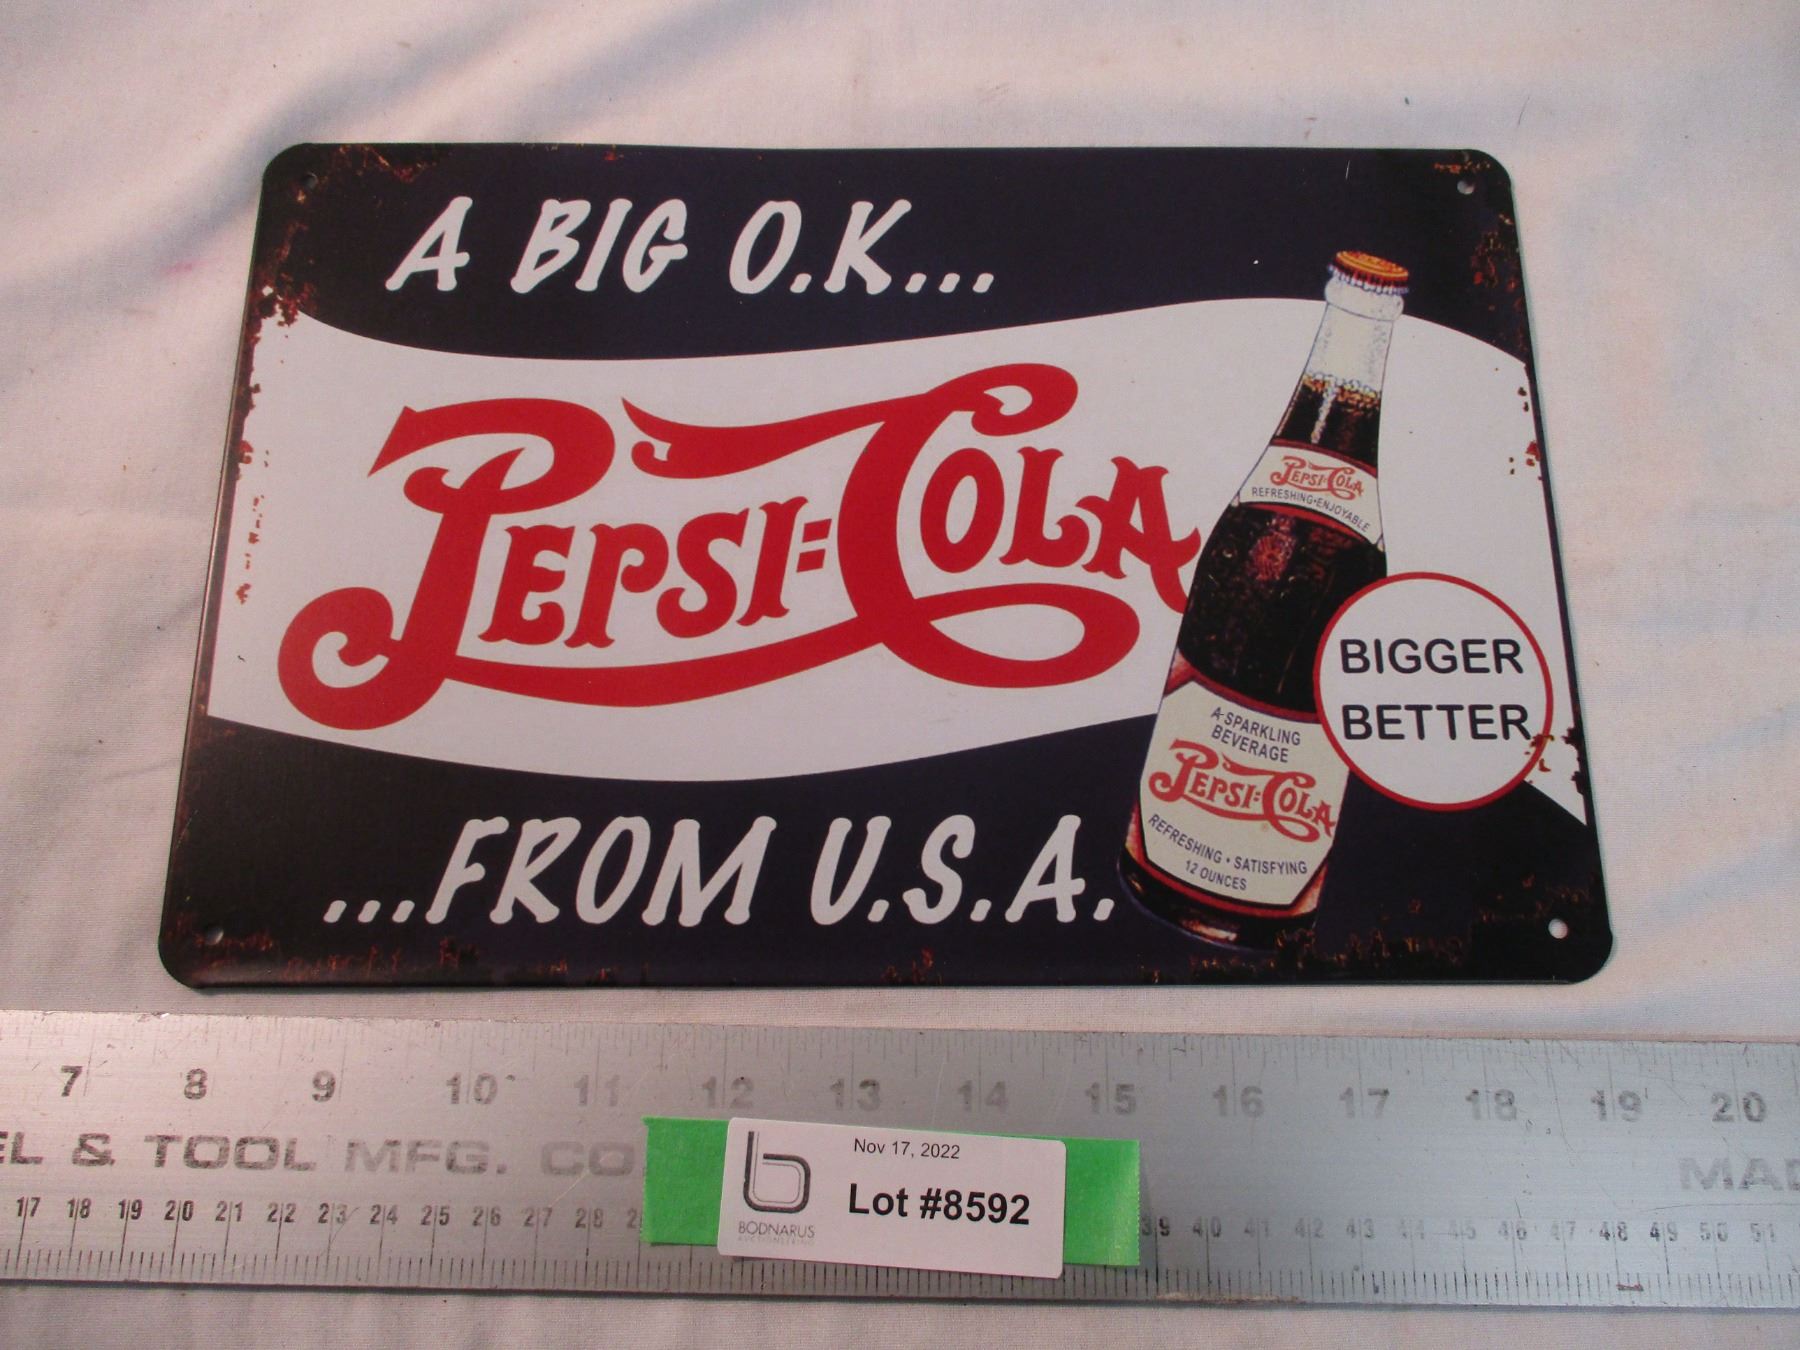 A BIG O.K...
PEPSI=COLA
PEPSI=COLA
REFRESHING•ENJOYABLE
BIGGER
BETTER
A SPARKLING
BEVERAGE
PEPSI=COLA
REFRESHING • SATISFYING
12 OUNCES
...FROM U.S.A.
7 8 9 10 11 12 13 14 15 16 17 18 19 20
& TOOL MFG. CO
17 18 19 20 21 22 23 24 25 26 27 28 39 40 41 42 43 44 45 46 47 48 49 50 51
Nov 17, 2022
Lot #8592
BODNARUS
AUCTIONEERING